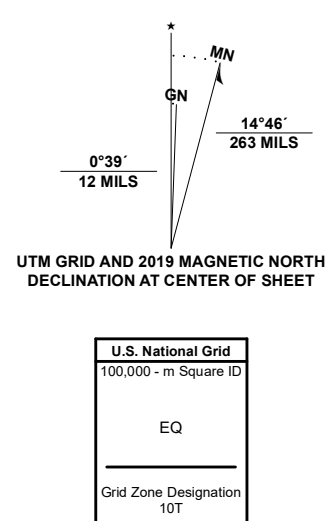 ★
MN
GN
14°46´
263 MILS
0°39´
12 MILS
UTM GRID AND 2019 MAGNETIC NORTH
DECLINATION AT CENTER OF SHEET
U.S. National Grid
100,000 - m Square ID
EQ
Grid Zone Designation
10T